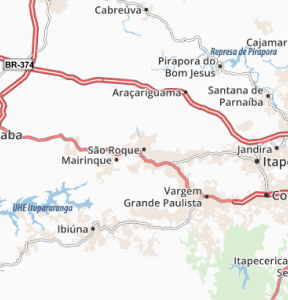 Cabreúva
Represa de Pirapora
Cajamar
BR-374
Pirapora do
Bom Jesus
Araçariguama
Santana de
Parnaíba
aba
São Roque
Jandira
Mairinque
Itape
Vargem
Grande Paulista
Co
UHE Itupararanga
Ibiúna
Itapecerica
Se